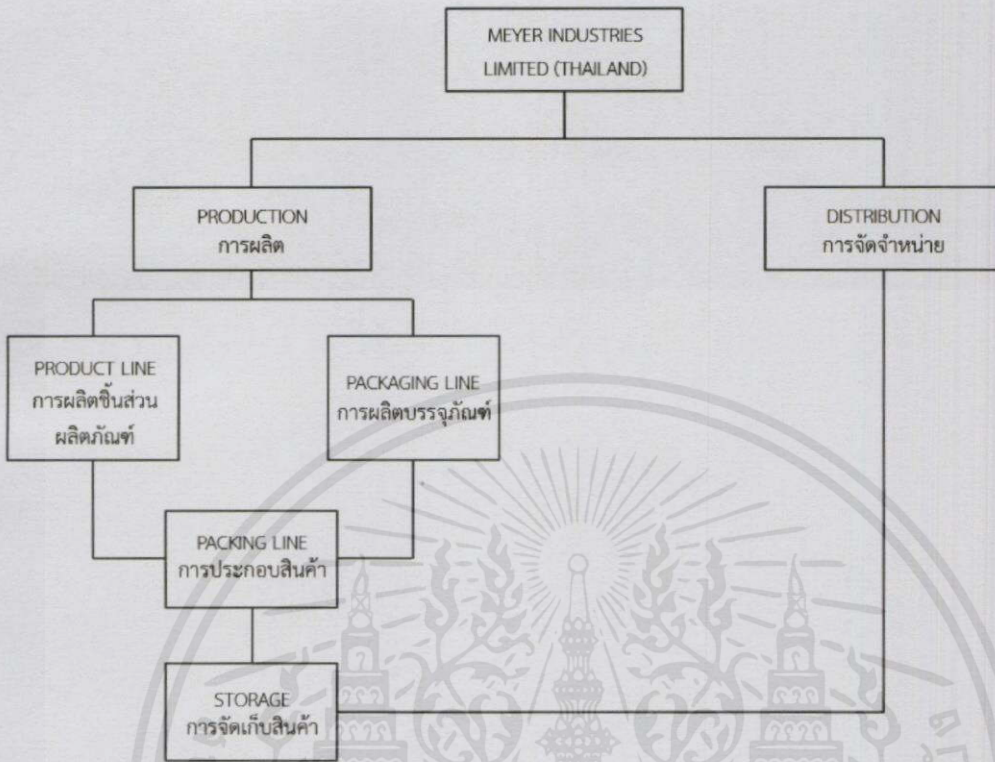 MEYER INDUSTRIES
LIMITED (THAILAND)
PRODUCTION
การผลิต
DISTRIBUTION
การจัดจำหน่าย
PRODUCT LINE
การผลิตชิ้นส่วน
ผลิตภัณฑ์
PACKAGING LINE
การผลิตบรรจุภัณฑ์
PACKING LINE
การประกอบสินค้า
STORAGE
การจัดเก็บสินค้า